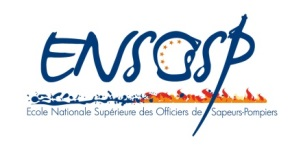 ENSOSP
Ecole Nationale Supérieure des Officiers de Sapeurs-Pompiers